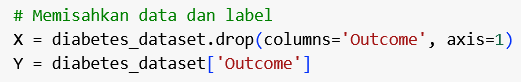 # Memisahkan data dan label
X = diabetes_dataset.drop(columns='Outcome', axis=1)
Y = diabetes_dataset['Outcome']